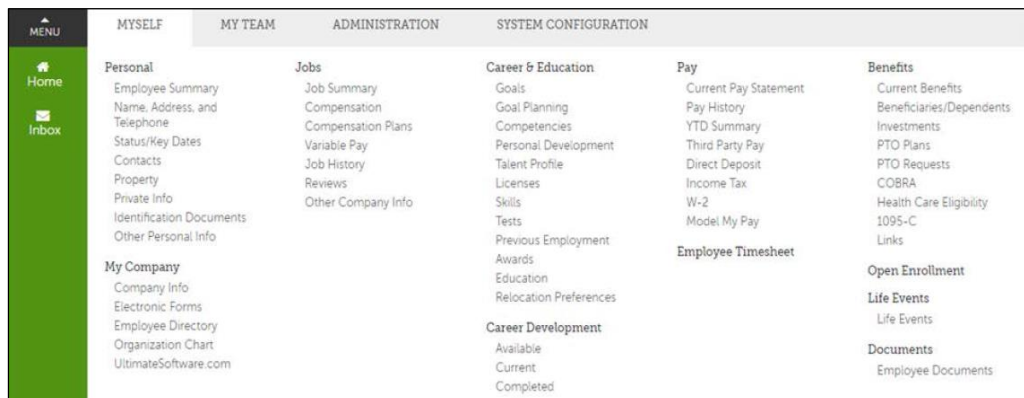 MENU
MYSELF
MY TEAM
ADMINISTRATION
SYSTEM CONFIGURATION
Home
Inbox
Personal
Employee Summary
Name, Address, and
Telephone
Status/Key Dates
Contacts
Property
Private Info
Identification Documents
Other Personal Info
My Company
Company Info
Electronic Forms
Employee Directory
Organization Chart
UltimateSoftware.com
Jobs
Job Summary
Compensation
Compensation Plans
Variable Pay
Job History
Reviews
Other Company Info
Career & Education
Goals
Goal Planning
Competencies
Personal Development
Talent Profile
Licenses
Skills
Tests
Previous Employment
Awards
Education
Relocation Preferences
Career Development
Available
Current
Completed
Pay
Current Pay Statement
Pay History
YTD Summary
Third Party Pay
Direct Deposit
Income Tax
W-2
Model My Pay
Employee Timesheet
Benefits
Current Benefits
Beneficiaries/Dependents
Investments
PTO Plans
PTO Requests
COBRA
Health Care Eligibility
1095-C
Links
Open Enrollment
Life Events
Life Events
Documents
Employee Documents